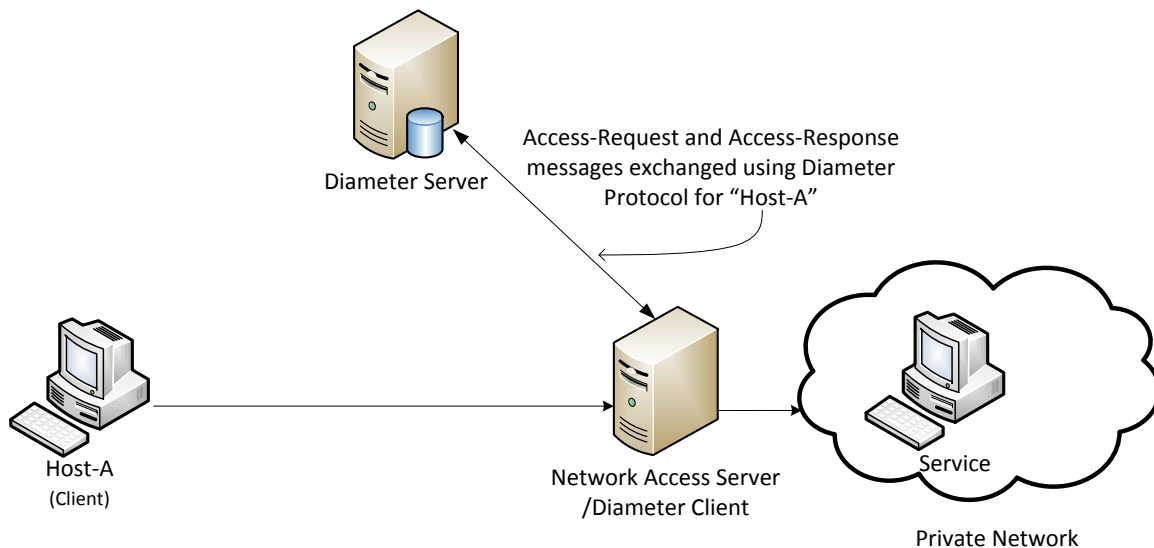 Diameter Server
Access-Request and Access-Response
messages exchanged using Diameter
Protocol for “Host-A”
Host-A
(Client)
Network Access Server
/Diameter Client
Service
Private Network